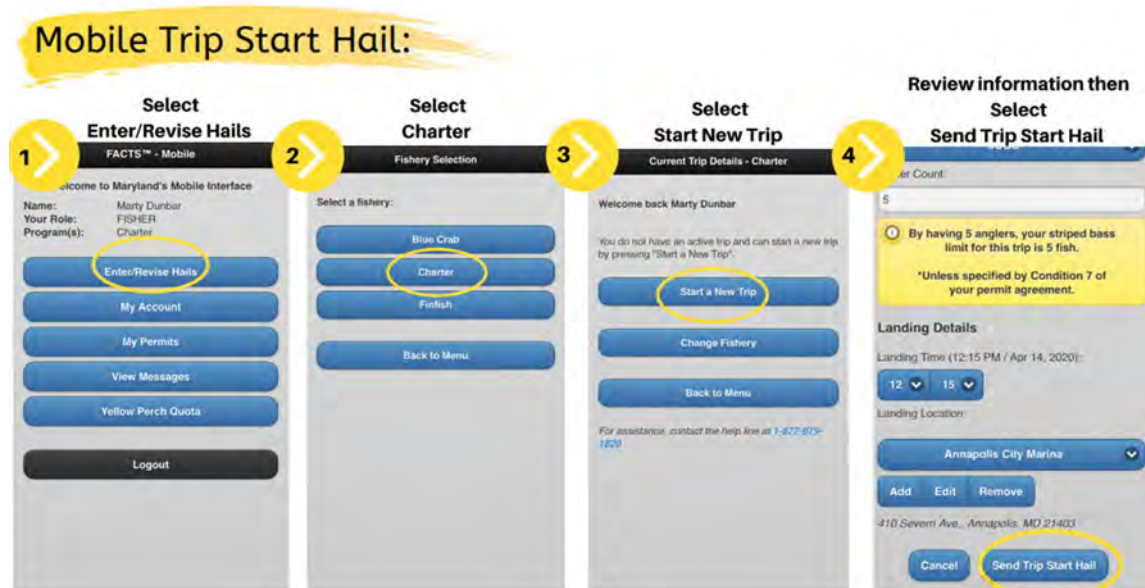 Mobile Trip Start Hail:
1
Select
Enter/Revise Hails
FACTS™ - Mobile
Welcome to Maryland's Mobile Interface
Name: Marty Dunbar
Your Role: FISHER
Program(s): Charter
Enter/Revise Hails
My Account
My Permits
View Messages
Yellow Perch Quota
Logout
2
Select
Charter
Fishery Selection
Select a fishery:
Blue Crab
Charter
Finfish
Back to Menu
3
Select
Start New Trip
Current Trip Details - Charter
Welcome back Marty Dunbar
You do not have an active trip and can start a new trip
by pressing "Start a New Trip".
Start a New Trip
Change Fishery
Back to Menu
For assistance, contact the help line at 1-877-
1820
4
Review information then
Select
Send Trip Start Hail
Count:
5
By having 5 anglers, your striped bass
limit for this trip is 5 fish.
*Unless specified by Condition 7 of
your permit agreement.
Landing Details
Landing Time (12:15 PM / Apr 14, 2020):
12 15
Landing Location:
Annapolis City Marina
Add Edit Remove
410 Severn Ave., Annapolis, MD 21403
Cancel Send Trip Start Hail